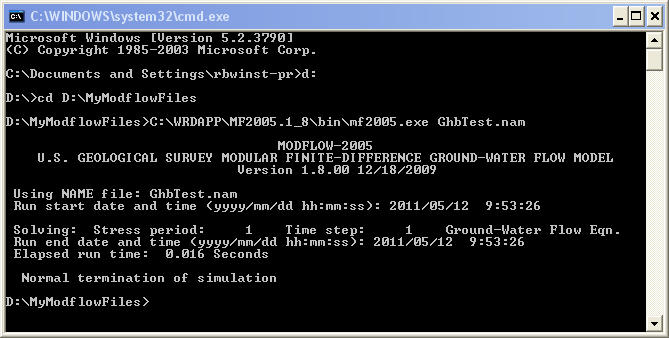 C:\WINDOWS\system32\cmd.exe
Microsoft Windows [Version 5.2.3790]
(C) Copyright 1985-2003 Microsoft Corp.
C:\Documents and Settings\rbwinst-pr>d:
D:\>cd D:\MyModflowFiles
D:\MyModflowFiles>C:\WRDAPP\MF2005.1_8\bin\mf2005.exe GhbTest.nam
MODFLOW-2005
U.S. GEOLOGICAL SURVEY MODULAR FINITE-DIFFERENCE GROUND-WATER FLOW MODEL
Version 1.8.00 12/18/2009
Using NAME file: GhbTest.nam
Run start date and time (yyyy/mm/dd hh:mm:ss): 2011/05/12  9:53:26
Solving:  Stress period:     1    Time step:     1    Ground-Water Flow Eqn.
Run end date and time (yyyy/mm/dd hh:mm:ss): 2011/05/12  9:53:26
Elapsed run time:  0.016 Seconds
Normal termination of simulation
D:\MyModflowFiles>